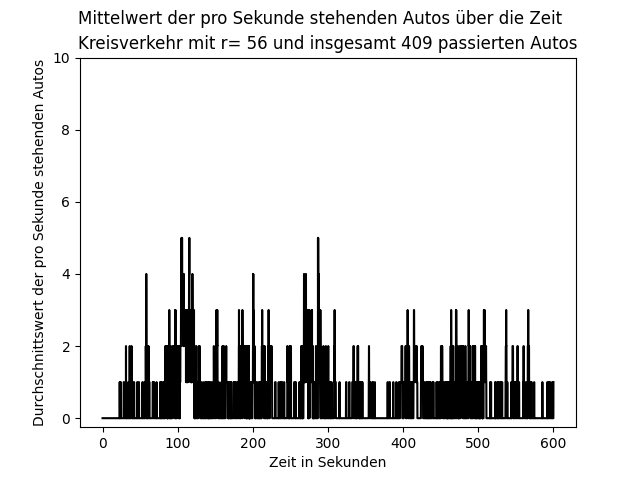 Mittelwert der pro Sekunde stehenden Autos über die Zeit
Kreisverkehr mit r= 56 und insgesamt 409 passierten Autos
Durchschnittswert der pro Sekunde stehenden Autos
10
8
6
4
2
0
0 100 200 300 400 500 600
Zeit in Sekunden